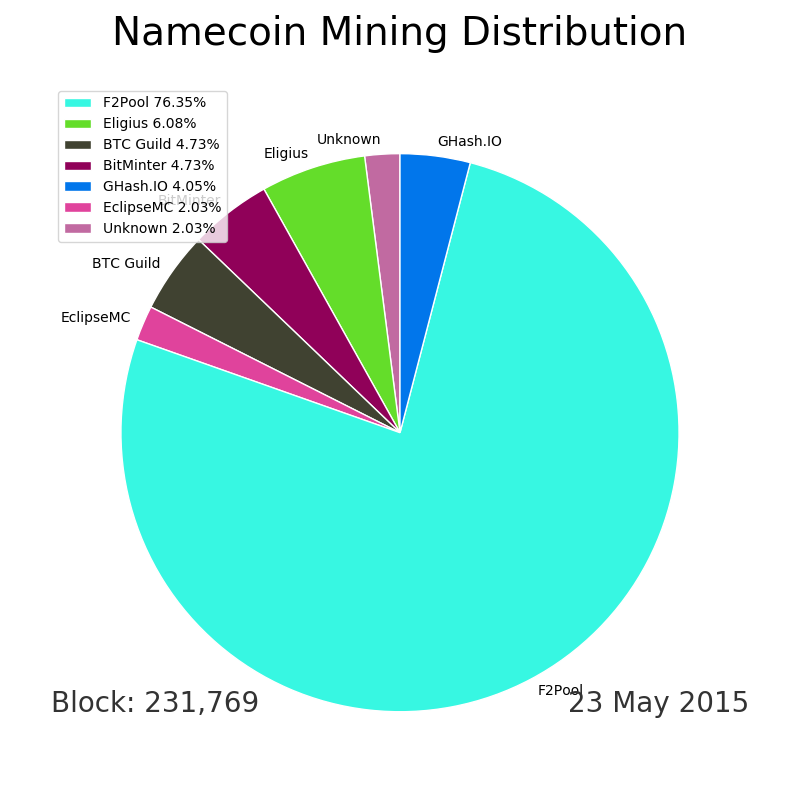 Namecoin Mining Distribution
F2Pool 76.35%
Eligius 6.08%
BTC Guild 4.73%
BitMinter 4.73%
GHash.IO 4.05%
EclipseMC 2.03%
Unknown 2.03%
Unknown
GHash.IO
Eligius
BitMinter
BTC Guild
EclipseMC
F2Pool
Block: 231,769
23 May 2015